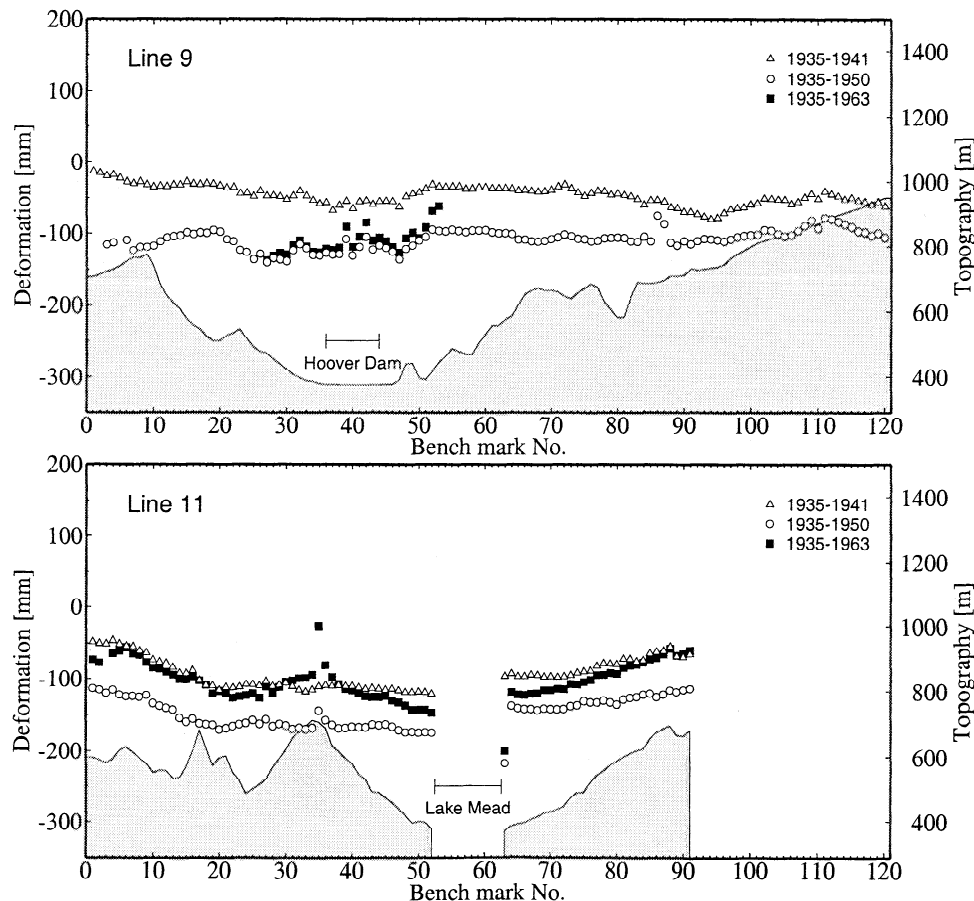 Line 9
1935-1941
1935-1950
1935-1963
200
100
0
-100
-200
-300
Deformation [mm]
1400
1200
1000
800
600
400
Topography [m]
Hoover Dam
0 10 20 30 40 50 60 70 80 90 100 110 120
Bench mark No.
Line 11
1935-1941
1935-1950
1935-1963
200
100
0
-100
-200
-300
Deformation [mm]
1400
1200
1000
800
600
400
Topography [m]
Lake Mead
0 10 20 30 40 50 60 70 80 90 100 110 120
Bench mark No.